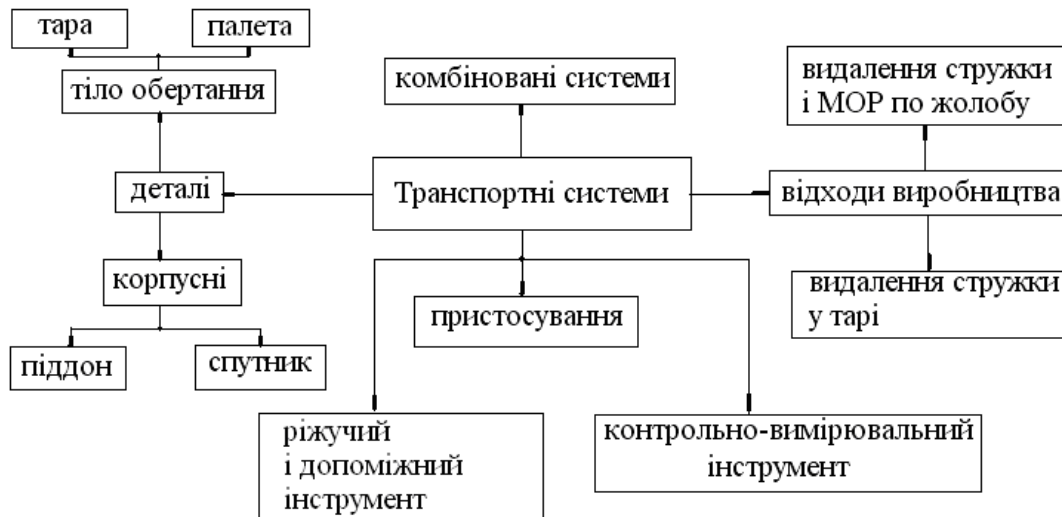 тара
палета
тіло обертання
комбіновані системи
видалення стружки
і МОР по жолобу
деталі
Транспортні системи
відходи виробництва
корпусні
пристосування
видалення стружки
у тарі
піддон
спутник
ріжучий
і допоміжний
інструмент
контрольно-вимірювальний
інструмент